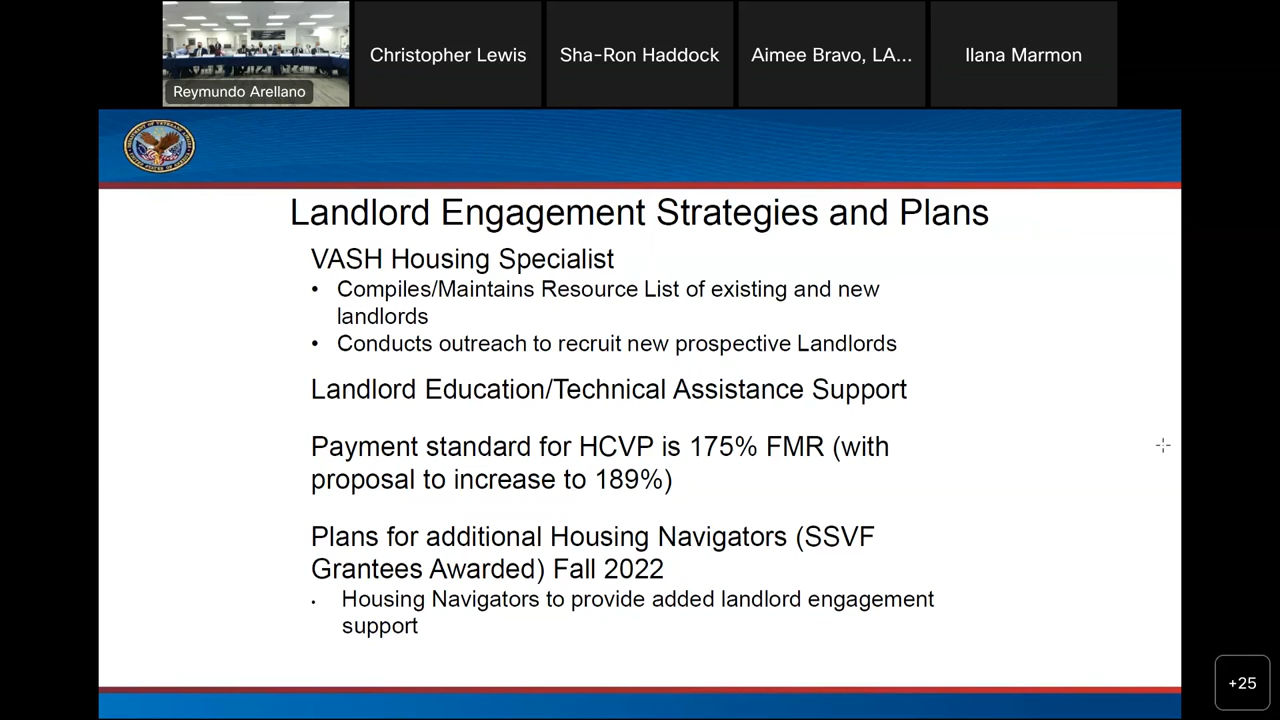 Christopher Lewis
Sha-Ron Haddock
Aimee Bravo, LA...
Ilana Marmon
Reymundo Arellano
Landlord Engagement Strategies and Plans
VASH Housing Specialist
• Compiles/Maintains Resource List of existing and new
landlords
• Conducts outreach to recruit new prospective Landlords
Landlord Education/Technical Assistance Support
Payment standard for HCVP is 175% FMR (with
proposal to increase to 189%)
Plans for additional Housing Navigators (SSVF
Grantees Awarded) Fall 2022
• Housing Navigators to provide added landlord engagement
support
+25